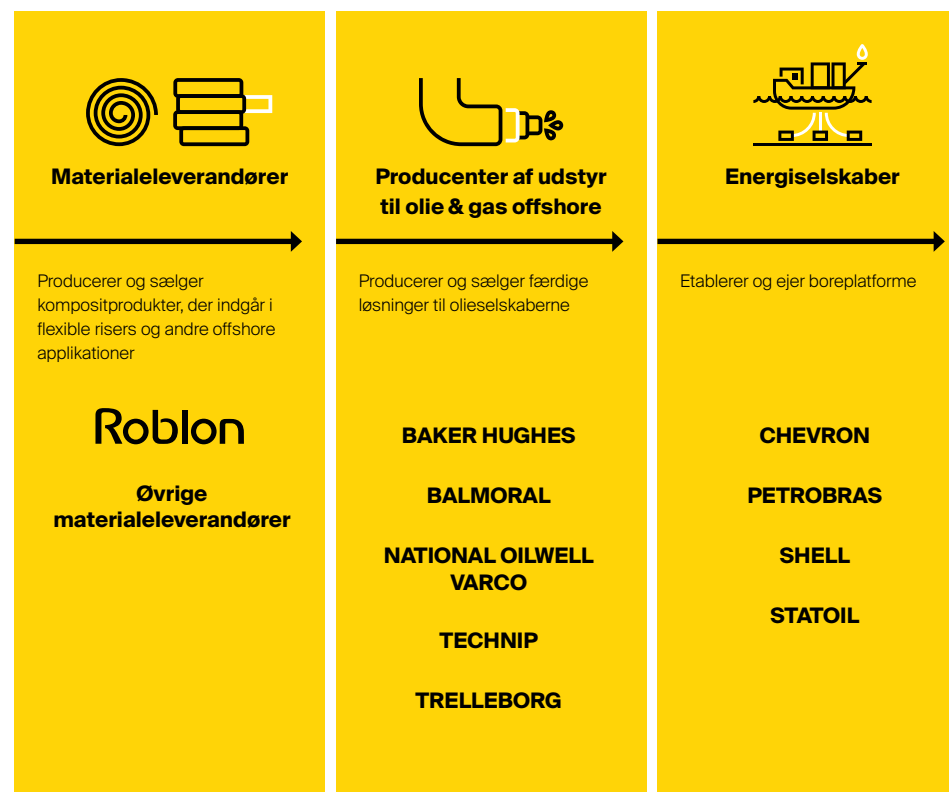 Materialeleverandører
Producerer og sælger
kompositprodukter, der indgår i
flexible risers og andre offshore
applikationer
Roblon
Øvrige
materialeleverandører
Producenter af udstyr
til olie & gas offshore
Producerer og sælger færdige
løsninger til olieselskaberne
BAKER HUGHES
BALMORAL
NATIONAL OILWELL
VARCO
TECHNIP
TRELLEBORG
Energiselskaber
Etablerer og ejer boreplatforme
CHEVRON
PETROBRAS
SHELL
STATOIL